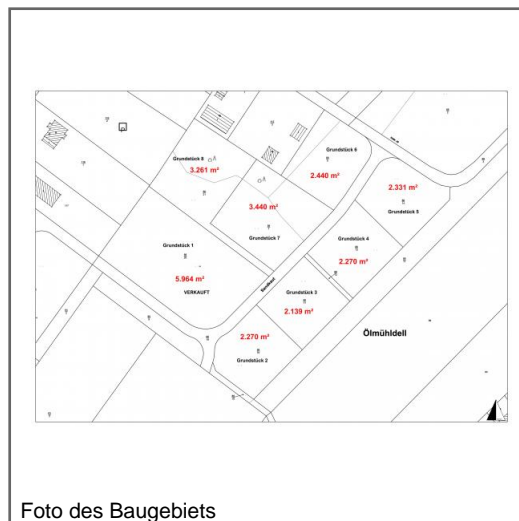 Grundstück 6
2.440 m²
Grundstück 8
3.261 m²
2.331 m²
Grundstück 5
3.440 m²
Grundstück 7
Grundstück 4
2.270 m²
Grundstück 1
5.964 m²
VERKAUFT
Grundstück 3
2.139 m²
Ölmühldell
2.270 m²
Grundstück 2
Foto des Baugebiets